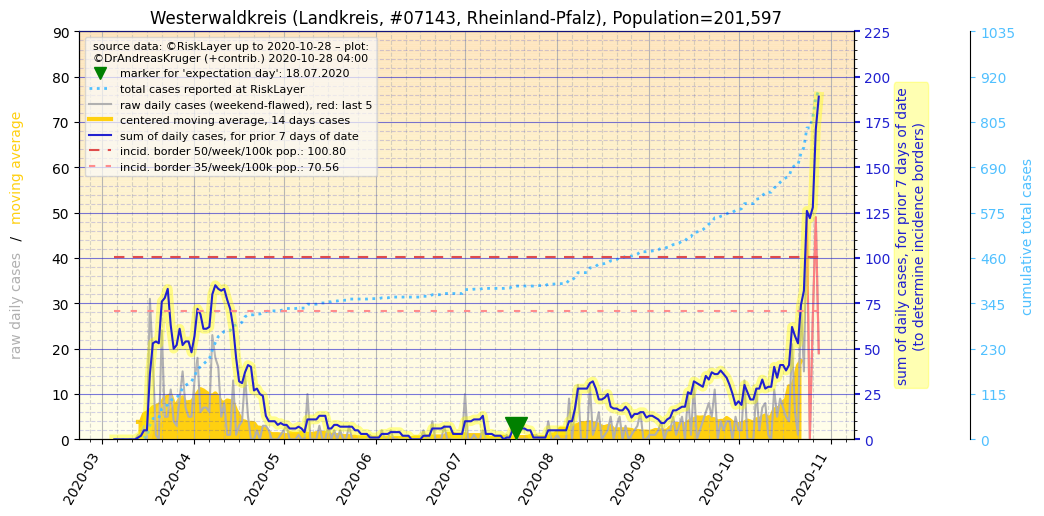 Westerwaldkreis (Landkreis, #07143, Rheinland-Pfalz), Population=201,597
source data: ©RiskLayer up to 2020-10-28 – plot:
©DrAndreasKruger (+contrib.) 2020-10-28 04:00
marker for 'expectation day': 18.07.2020
total cases reported at RiskLayer
raw daily cases (weekend-flawed), red: last 5
centered moving average, 14 days cases
sum of daily cases, for prior 7 days of date
incid. border 50/week/100k pop.: 100.80
incid. border 35/week/100k pop.: 70.56
raw daily cases / moving average
90
80
70
60
50
40
30
20
10
0
225
200
175
150
125
100
75
50
25
0
sum of daily cases, for prior 7 days of date
(to determine incidence borders)
1035
920
805
690
575
460
345
230
115
0
cumulative total cases
2020-03
2020-04
2020-05
2020-06
2020-07
2020-08
2020-09
2020-10
2020-11